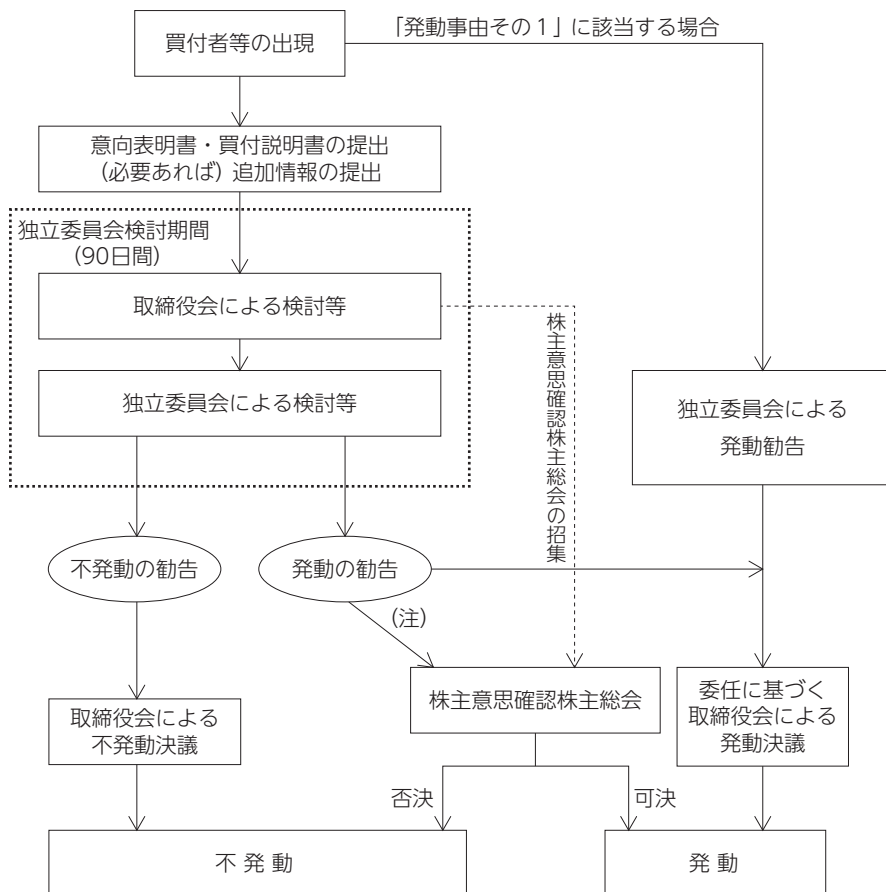 買付者等の出現
「発動事由その1」に該当する場合
意向表明書・買付説明書の提出
(必要あれば)追加情報の提出
独立委員会検討期間
(90日間)
取締役会による検討等
独立委員会による検討等
株主意思確認株主総会の招集
独立委員会による
発動勧告
不発動の勧告
発動の勧告
(注)
取締役会による
不発動決議
株主意思確認株主総会
委任に基づく
取締役会による
発動決議
否決
可決
不 発 動
発 動